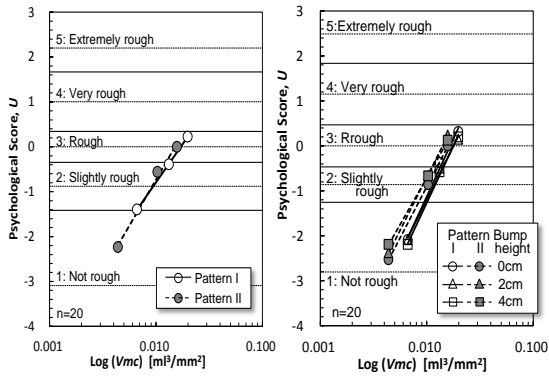 Psychological Score, U
3
2
1
0
-1
-2
-3
-4
5: Extremely rough
4: Very rough
3: Rough
2: Slightly rough
1: Not rough
Pattern I
Pattern II
n=20
0.001
0.010
0.100
Log (Vmc) [ml³/mm²]
Psychological Score, U
3
2
1
0
-1
-2
-3
-4
5:Extremely rough
4: Very rough
3: Rrough
2: Slightly
rough
1: Not rough
Pattern Bump
I II height
0cm
2cm
4cm
n=20
0.001
0.010
0.100
Log (Vmc) [ml³/mm²]